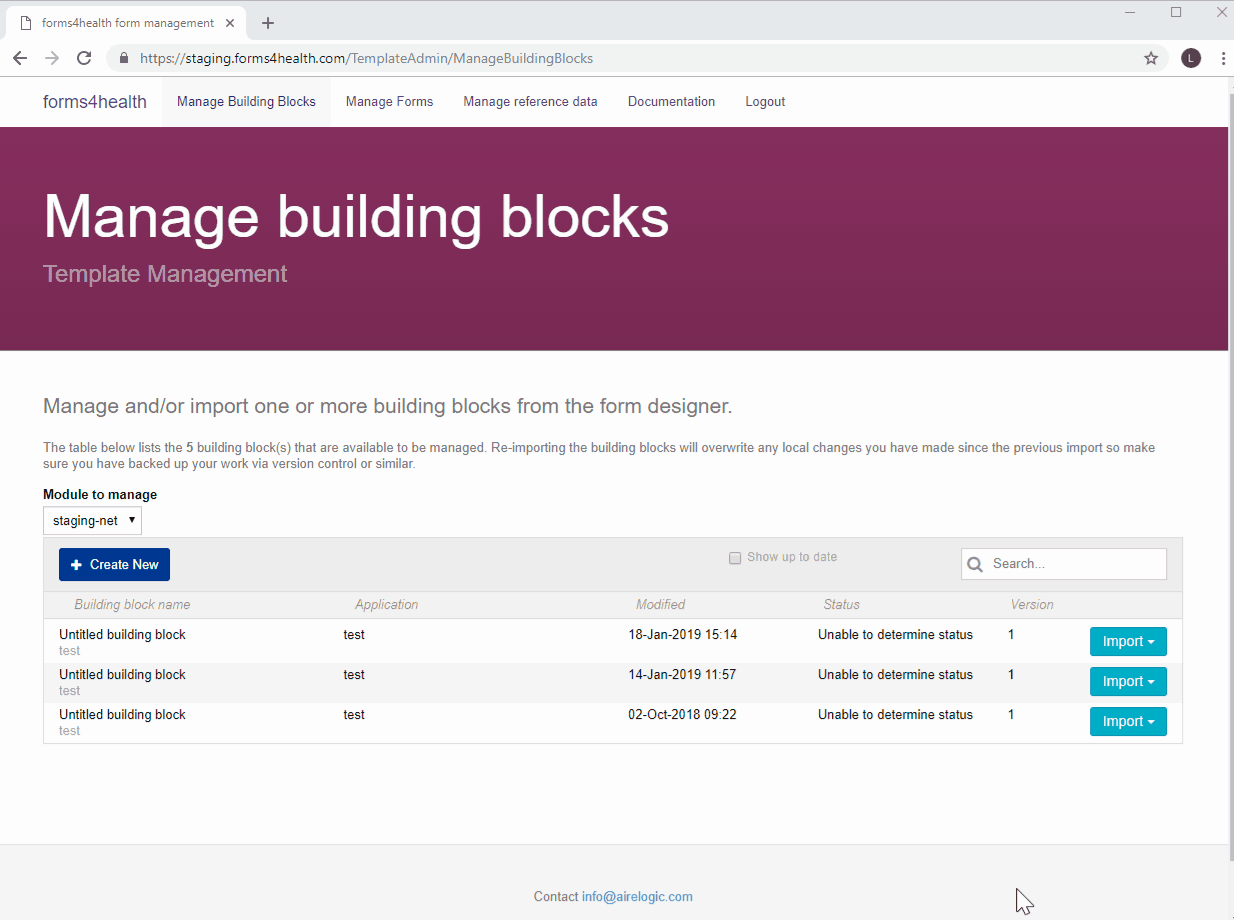 forms4health form management
https://staging.forms4health.com/TemplateAdmin/ManageBuildingBlocks
L
forms4health Manage Building Blocks Manage Forms Manage reference data Documentation Logout
Manage building blocks
Template Management
Manage and/or import one or more building blocks from the form designer.
The table below lists the 5 building block(s) that are available to be managed. Re-importing the building blocks will overwrite any local changes you have made since the previous import so make
sure you have backed up your work via version control or similar.
Module to manage
staging-net
Create New Show up to date Search...
Building block name Application Modified Status Version
Untitled building block test 18-Jan-2019 15:14 Unable to determine status 1 Import
test
Untitled building block test 14-Jan-2019 11:57 Unable to determine status 1 Import
test
Untitled building block test 02-Oct-2018 09:22 Unable to determine status 1 Import
test
Contact info@airelogic.com